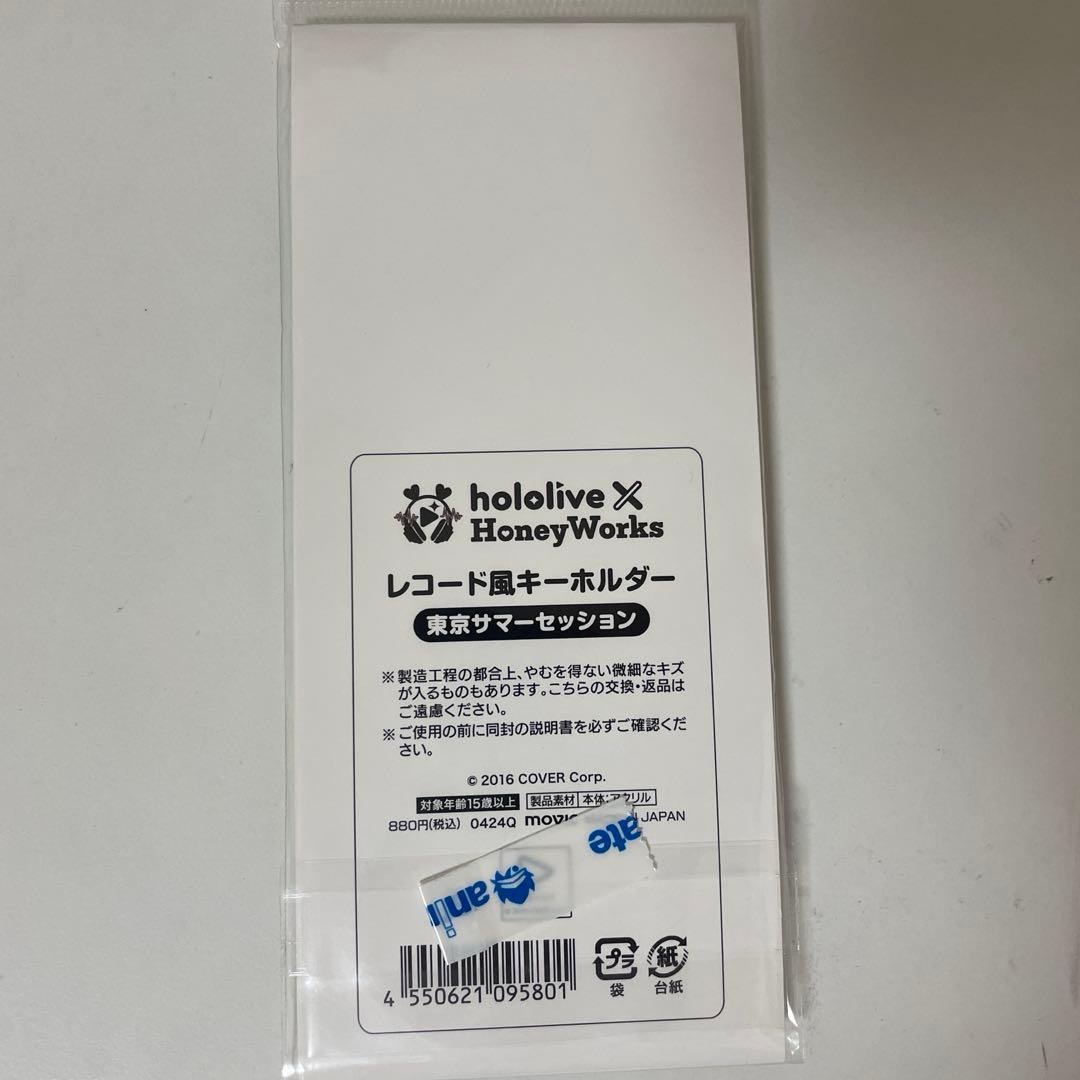 hololive X
HoneyWorks
レコード風キーホルダー
東京サマーセッション
※製造工程の都合上、やむを得ない微細なキズ
が入るものもあります。こちらの交換・返品は
ご遠慮ください。
※ご使用の前に同封の説明書を必ずご確認くだ
さい。
© 2016 COVER Corp.
対象年齢15歳以上 製品素材 本体:アクリル
880円(税込) 0424Q JAPAN
ate
ani
4 550621 095801
プラ
袋
紙
台紙